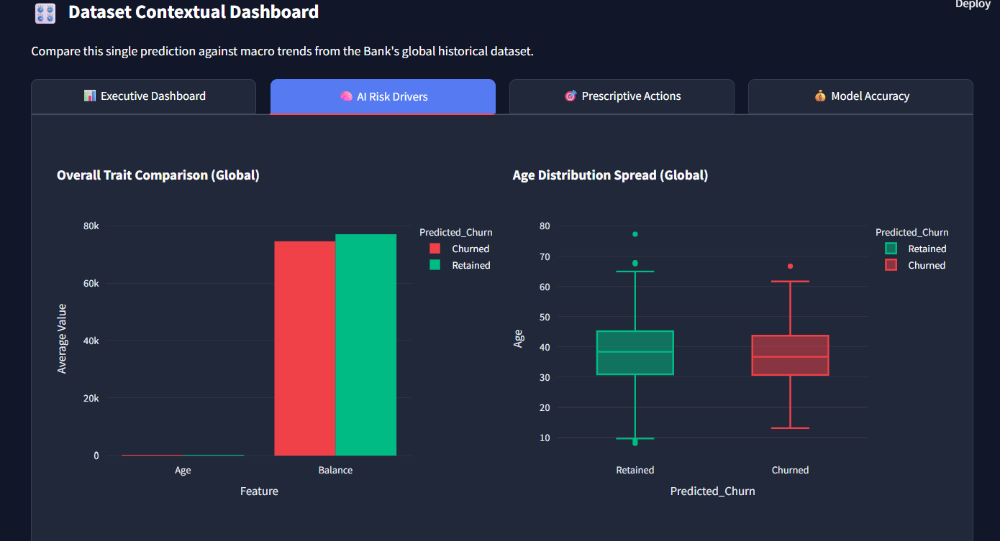 Deploy
Dataset Contextual Dashboard
Compare this single prediction against macro trends from the Bank's global historical dataset.
Executive Dashboard
AI Risk Drivers
Prescriptive Actions
Model Accuracy
Overall Trait Comparison (Global)
80k
60k
40k
20k
0
Average Value
Age
Balance
Feature
Predicted_Churn
Churned
Retained
Age Distribution Spread (Global)
80
70
60
50
40
30
20
10
Age
Retained
Churned
Predicted_Churn
Predicted_Churn
Retained
Churned